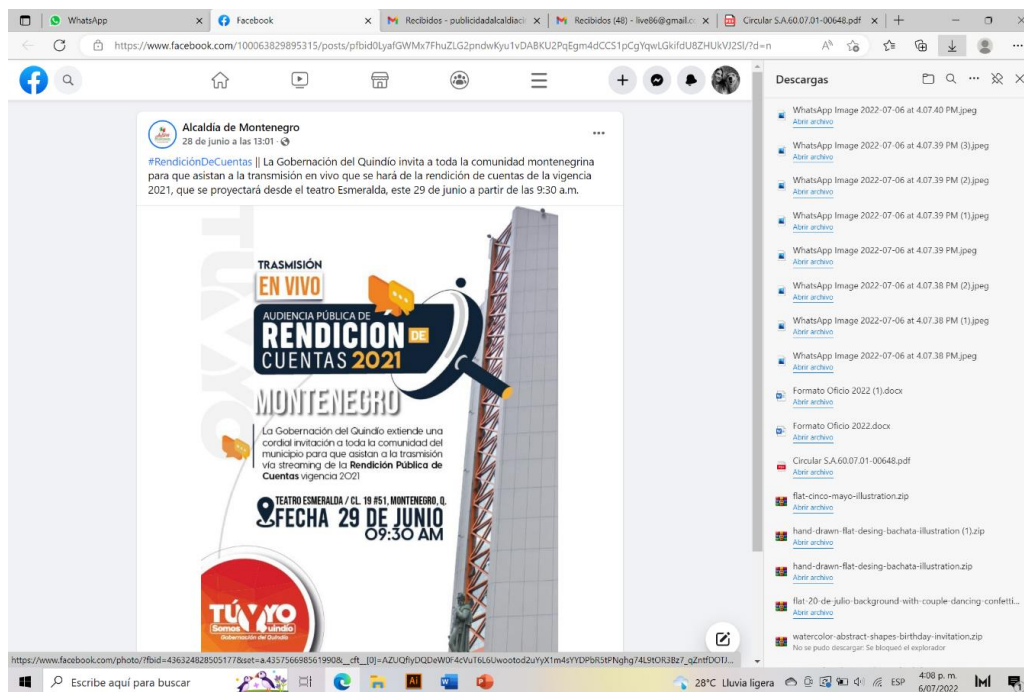 WhatsApp
Facebook
Recibidos - publicidadalcaldiaci
Recibidos (48) - live86@gmail.c
Circular S.A.60.07.01-00648.pdf
https://www.facebook.com/100063829895315/posts/
Descargas
Alcaldía de Montenegro
28 de junio a las 13:01 ·
#RendiciónDeCuentas || La Gobernación del Quindío invita a toda la comunidad montenegrina
para que asistan a la transmisión en vivo que se hará de la rendición de cuentas de la vigencia
2021, que se proyectará desde el teatro Esmeralda, este 29 de junio a partir de las 9:30 a.m.
TÚYYO
TRASMISIÓN
EN VIVO
AUDIENCIA PÚBLICA DE
RENDICIÓN DE
CUENTAS 2021
MONTENEGRO
La Gobernación del Quindío extiende una
cordial invitación a toda la comunidad del
municipio para que asistan a la trasmisión
vía streaming de la Rendición Pública de
Cuentas vigencia 2021
TEATRO ESMERALDA / CL. 19 #51, MONTENEGRO, Q.
FECHA 29 DE JUNIO
09:30 AM
TÚ Y YO
Somos Quindío
Gobernación del Quindío
WhatsApp Image 2022-07-06 at 4.07.40 PM.jpeg
Abrir archivo
WhatsApp Image 2022-07-06 at 4.07.39 PM (3).jpeg
Abrir archivo
WhatsApp Image 2022-07-06 at 4.07.39 PM (2).jpeg
Abrir archivo
WhatsApp Image 2022-07-06 at 4.07.39 PM (1).jpeg
Abrir archivo
WhatsApp Image 2022-07-06 at 4.07.39 PM.jpeg
Abrir archivo
WhatsApp Image 2022-07-06 at 4.07.38 PM (2).jpeg
Abrir archivo
WhatsApp Image 2022-07-06 at 4.07.38 PM (1).jpeg
Abrir archivo
WhatsApp Image 2022-07-06 at 4.07.38 PM.jpeg
Abrir archivo
Formato Oficio 2022 (1).docx
Abrir archivo
Formato Oficio 2022.docx
Abrir archivo
Circular S.A.60.07.01-00648.pdf
Abrir archivo
flat-cinco-mayo-illustration.zip
Abrir archivo
hand-drawn-flat-desing-bachata-illustration (1).zip
Abrir archivo
hand-drawn-flat-desing-bachata-illustration.zip
Abrir archivo
flat-20-de-julio-background-with-couple-dancing-confetti...
Abrir archivo
watercolor-abstract-shapes-birthday-invitation.zip
No se pudo descargar: Se bloqueó el explorador
https://www.facebook.com/photo/?fbid=436324828505177&set=a.435756698561990&
Escribe aquí para buscar
28°C Lluvia ligera
ESP
4:08 p. m.
6/07/2022